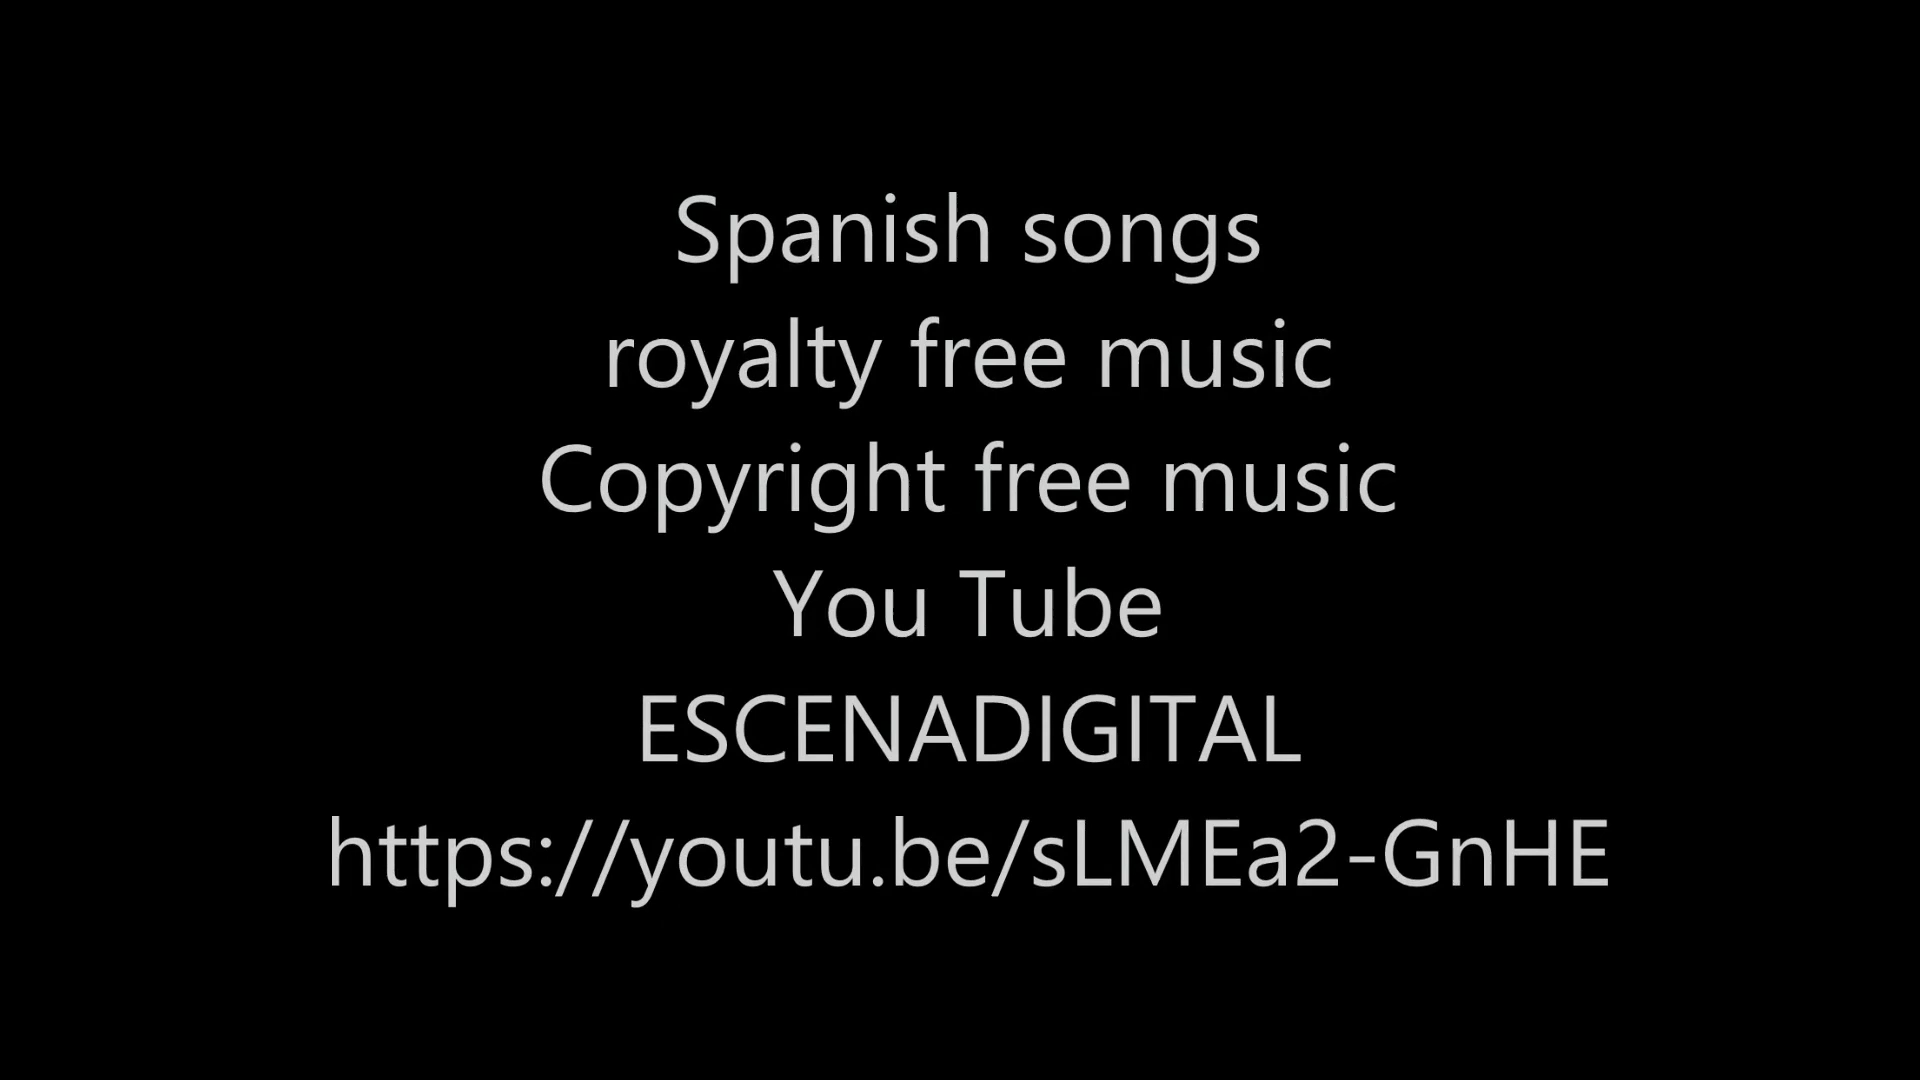 Spanish songs
royalty free music
Copyright free music
You Tube
ESCENADIGITAL
https://youtu.be/sLMEa2-GnHE